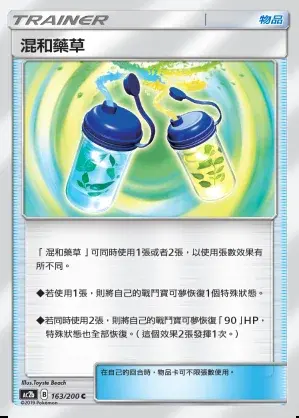 TRAINER
物品
混和藥草
「混和藥草」可同時使用1張或者2張，以使用張數效果有
所不同。
◆若使用1張，則將自己的戰鬥寶可夢恢復1個特殊狀態。
◆若同時使用2張，則將自己的戰鬥寶可夢恢復「90」HP，
特殊狀態也全部恢復。（這個效果2張發揮1次。）
Illus.Toyste Beach
AC2b B 163/200 C
©2019 Pokémon
在自己的回合時，物品卡可不限張數使用。